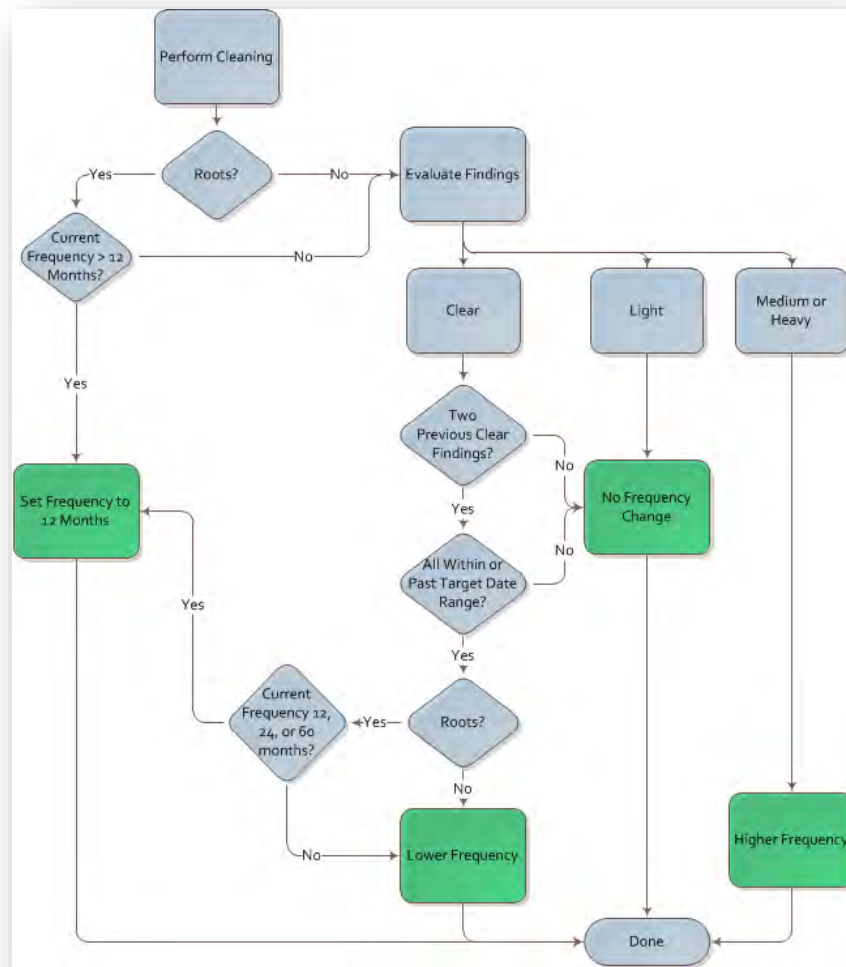 Perform Cleaning
Yes
Roots?
No
Evaluate Findings
Current
Frequency > 12
Months?
No
Clear
Light
Medium or
Heavy
Yes
Two
Previous Clear
Findings?
No
Set Frequency to
12 Months
Yes
No Frequency
Change
No
All Within or
Past Target Date
Range?
Yes
Yes
Current
Frequency 12,
24, or 60
months?
Yes
Roots?
No
No
Lower Frequency
Higher Frequency
Done